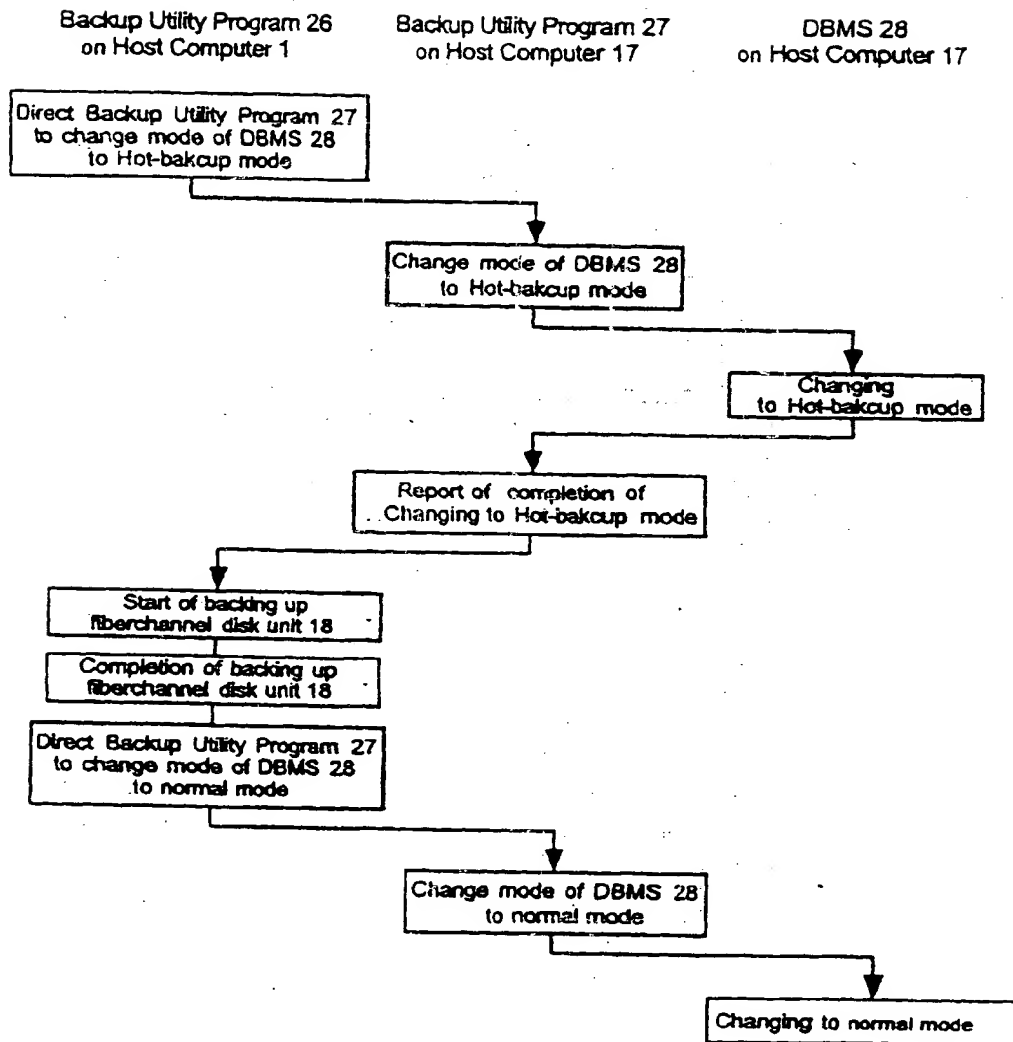 Backup Utility Program 26
on Host Computer 1
Backup Utility Program 27
on Host Computer 17
DBMS 28
on Host Computer 17
Direct Backup Utility Program 27
to change mode of DBMS 28
to Hot-bakcup mode
Change mode of DBMS 28
to Hot-bakcup mode
Changing
to Hot-bakcup mode
Report of completion of
Changing to Hot-bakcup mode
Start of backing up
fiberchannel disk unit 18
Completion of backing up
fiberchannel disk unit 18
Direct Backup Utility Program 27
to change mode of DBMS 28
to normal mode
Change mode of DBMS 28
to normal mode
Changing to normal mode